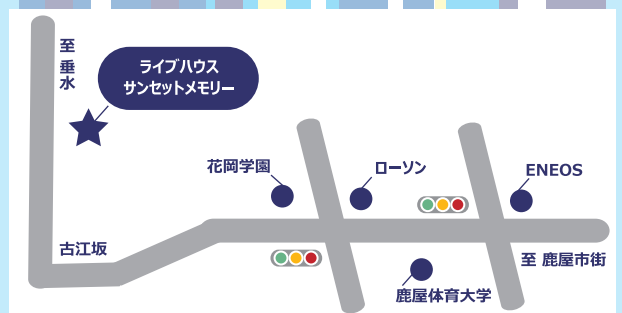 至 垂水
ライブハウス
サンセットメモリー
花岡学園
ローソン
ENEOS
古江坂
至 鹿屋市街
鹿屋体育大学